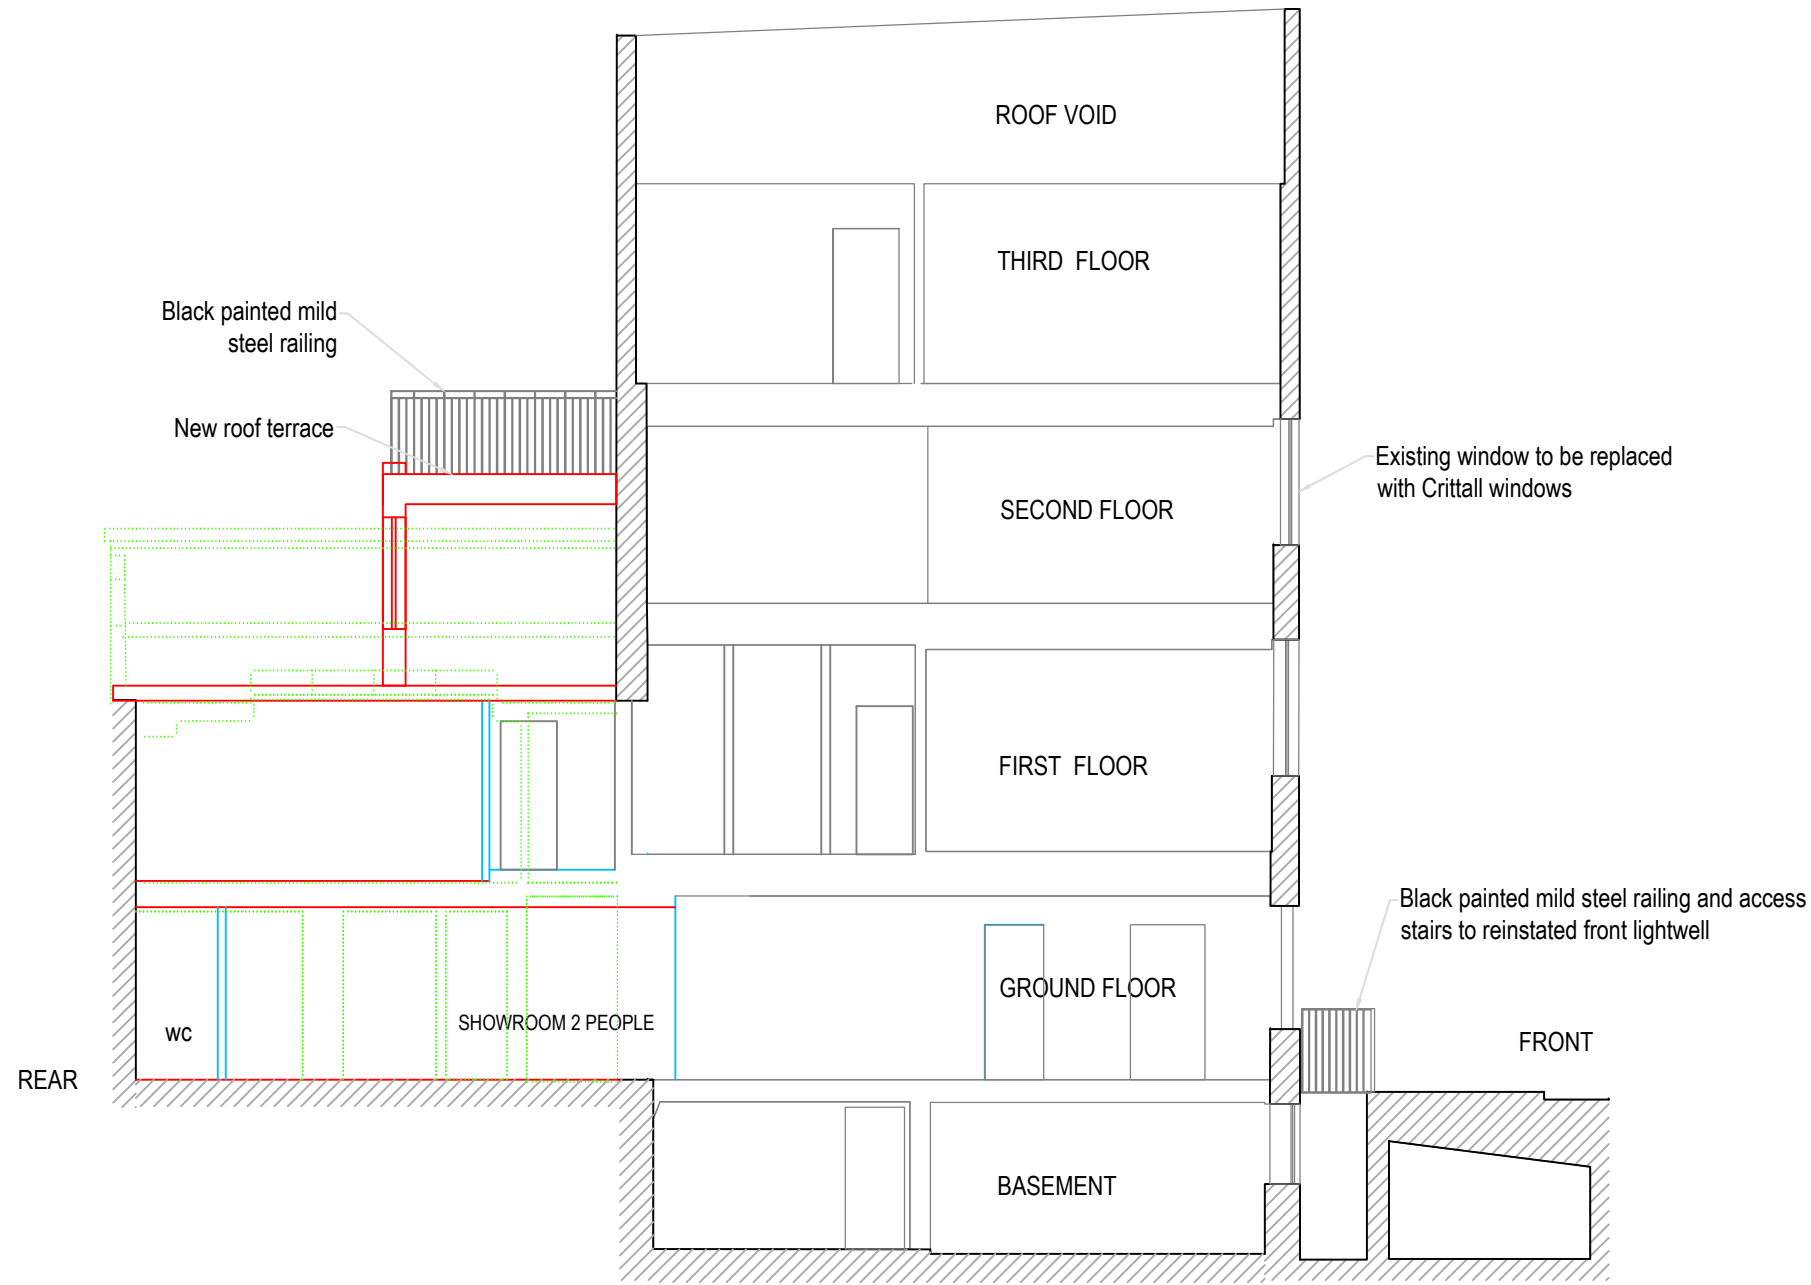 ROOF VOID
THIRD FLOOR
Black painted mild
steel railing
New roof terrace
Existing window to be replaced
with Crittall windows
SECOND FLOOR
FIRST FLOOR
Black painted mild steel railing and access
stairs to reinstated front lightwell
GROUND FLOOR
SHOWROOM 2 PEOPLE
WC
FRONT
REAR
BASEMENT